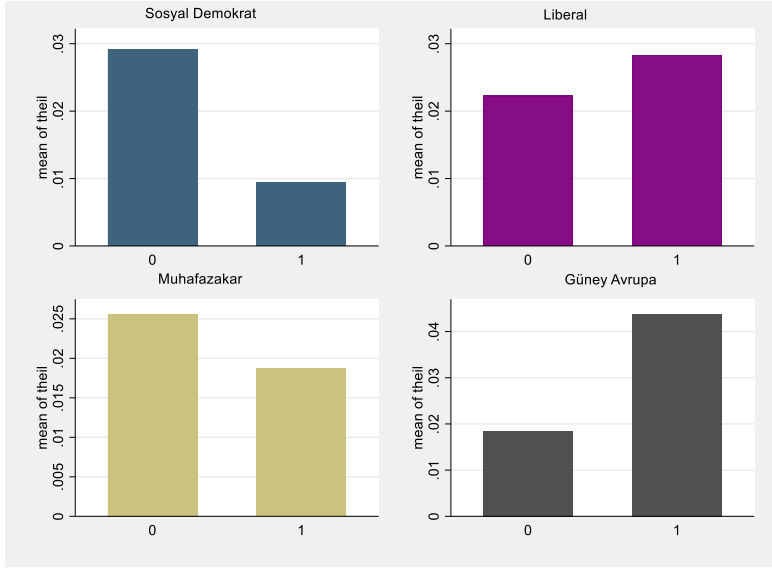 Sosyal Demokrat
mean of theil
.03
.02
.01
0
0 1
Liberal
mean of theil
.03
.02
.01
0
0 1
Muhafazakar
mean of theil
.025
.02
.015
.01
.005
0
0 1
Güney Avrupa
mean of theil
.04
.03
.02
.01
0
0 1